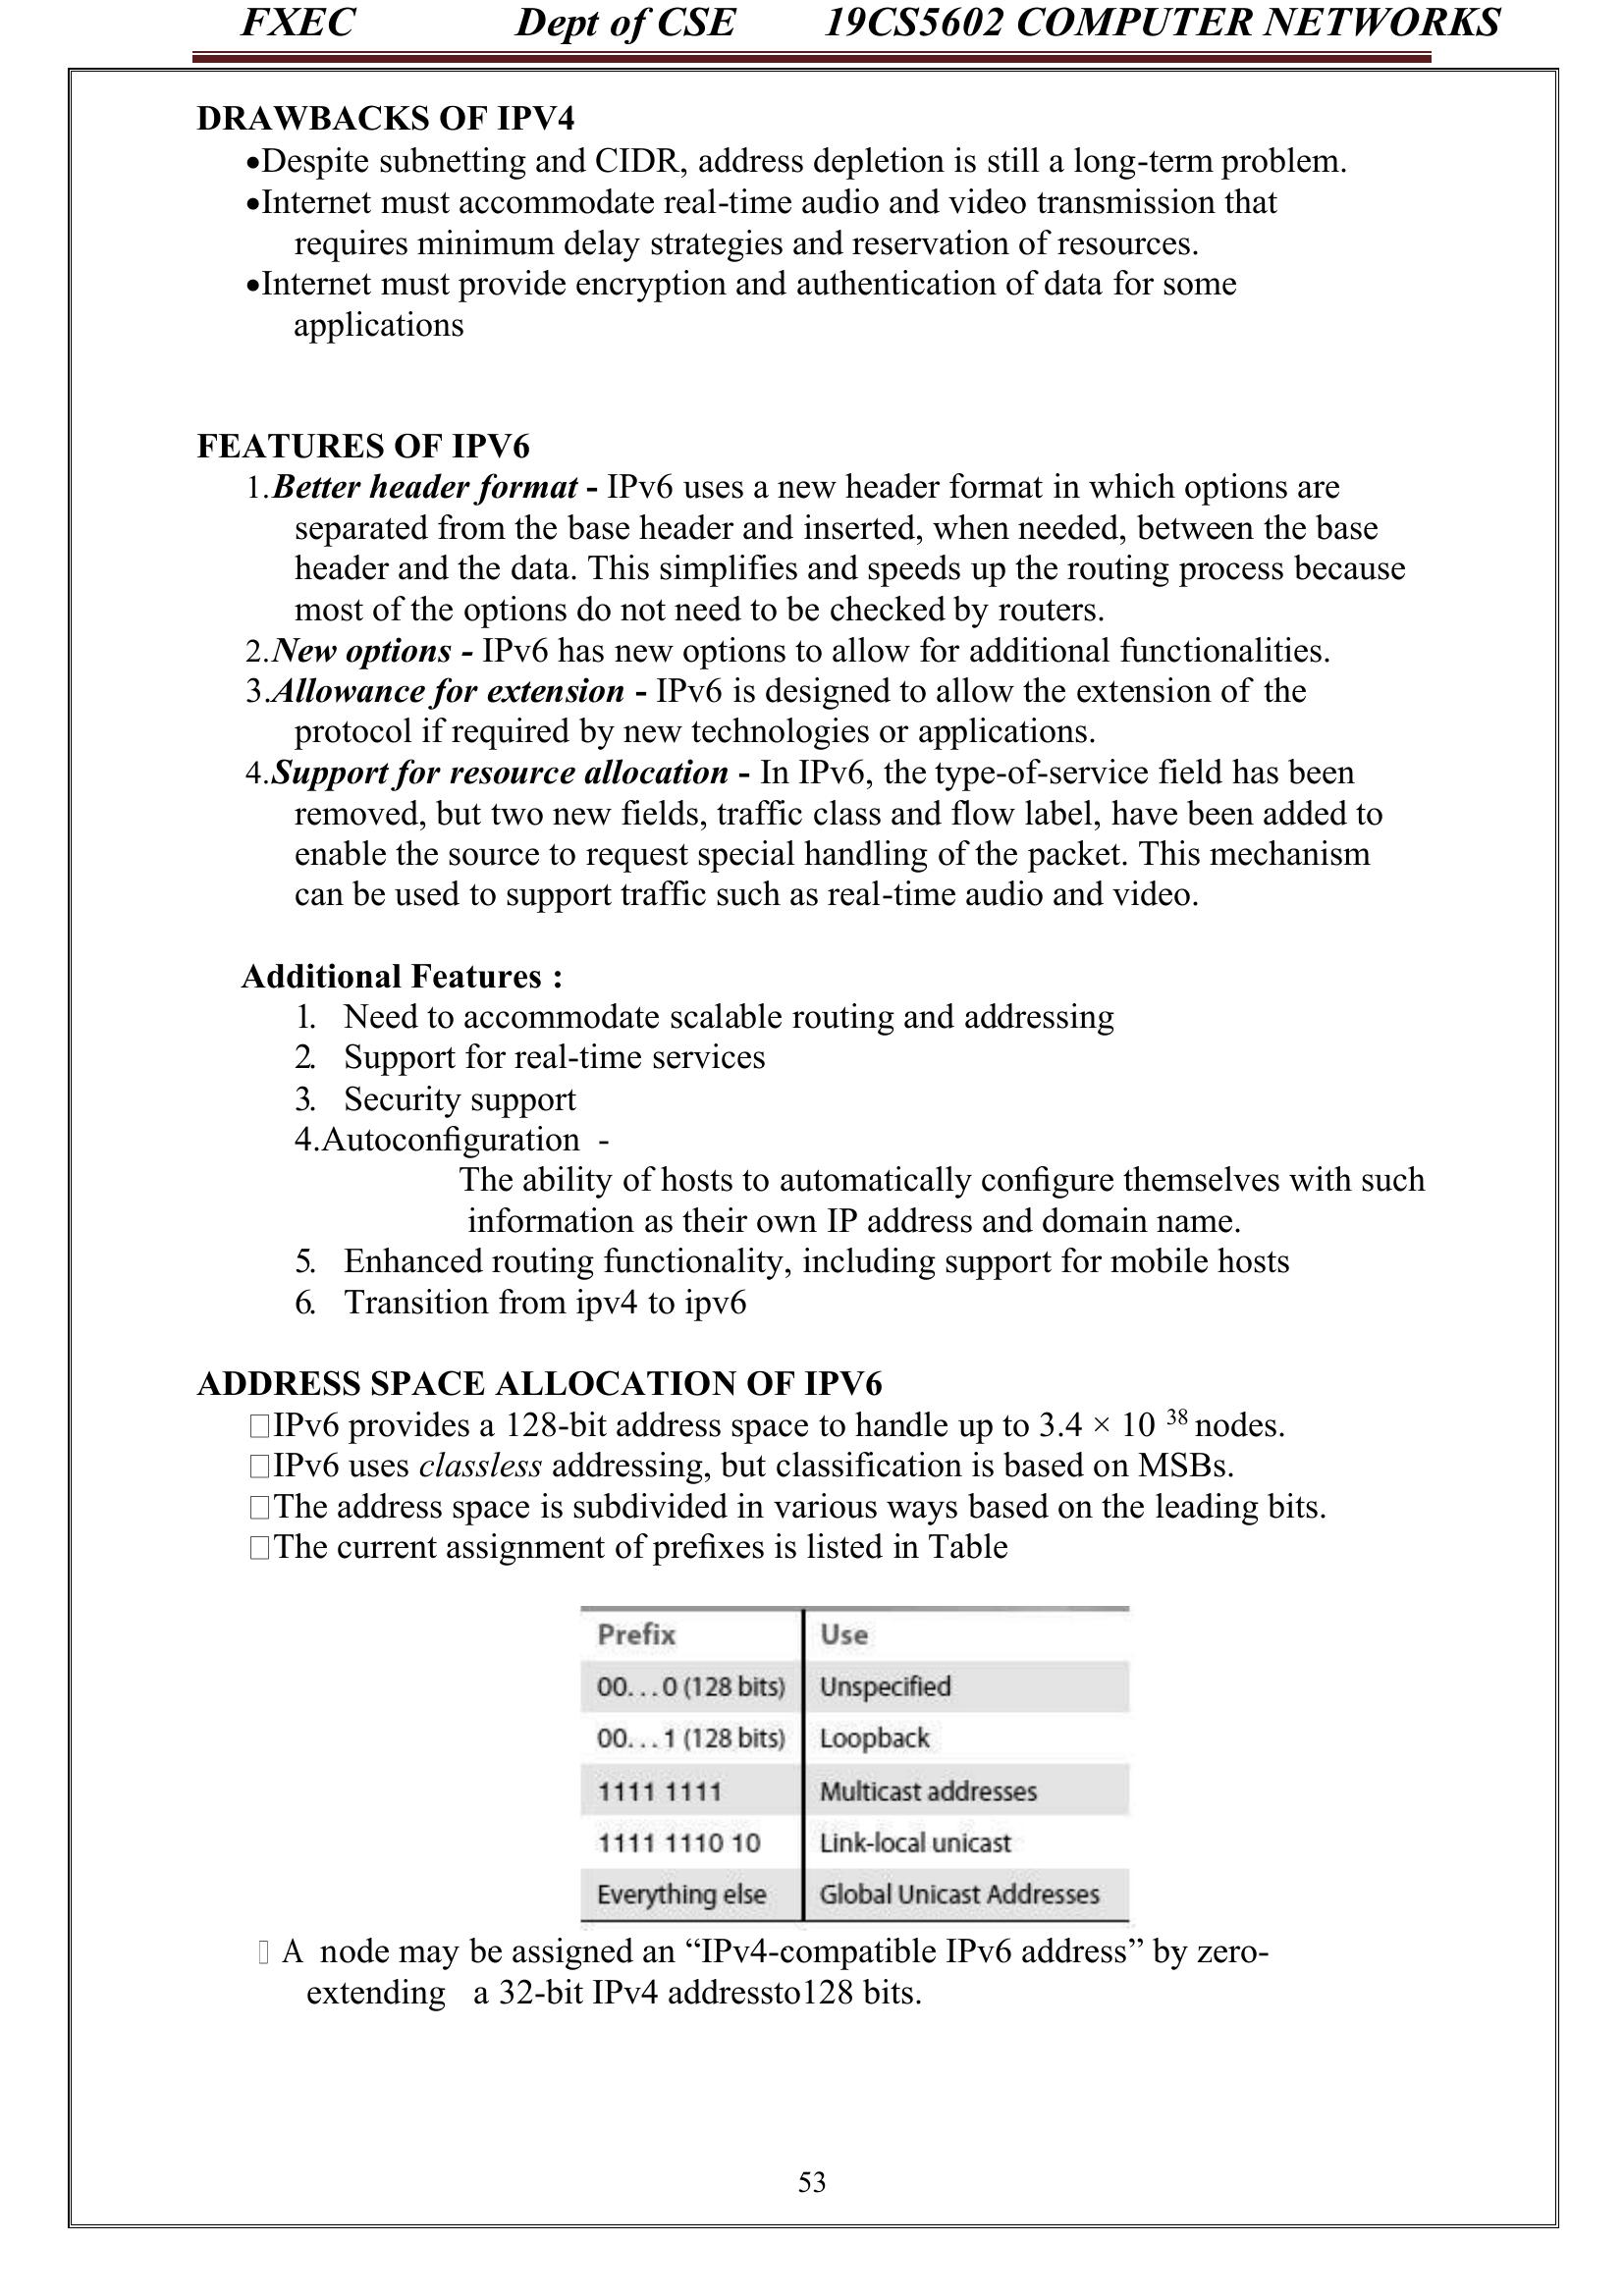 FXEC Dept of CSE 19CS5602 COMPUTER NETWORKS
DRAWBACKS OF IPV4
•Despite subnetting and CIDR, address depletion is still a long-term problem.
•Internet must accommodate real-time audio and video transmission that
requires minimum delay strategies and reservation of resources.
•Internet must provide encryption and authentication of data for some
applications
FEATURES OF IPV6
1.Better header format - IPv6 uses a new header format in which options are
separated from the base header and inserted, when needed, between the base
header and the data. This simplifies and speeds up the routing process because
most of the options do not need to be checked by routers.
2.New options - IPv6 has new options to allow for additional functionalities.
3.Allowance for extension - IPv6 is designed to allow the extension of the
protocol if required by new technologies or applications.
4.Support for resource allocation - In IPv6, the type-of-service field has been
removed, but two new fields, traffic class and flow label, have been added to
enable the source to request special handling of the packet. This mechanism
can be used to support traffic such as real-time audio and video.
Additional Features :
1. Need to accommodate scalable routing and addressing
2. Support for real-time services
3. Security support
4.Autoconfiguration -
The ability of hosts to automatically configure themselves with such
information as their own IP address and domain name.
5. Enhanced routing functionality, including support for mobile hosts
6. Transition from ipv4 to ipv6
ADDRESS SPACE ALLOCATION OF IPV6
□IPv6 provides a 128-bit address space to handle up to 3.4 × 10 38 nodes.
□IPv6 uses classless addressing, but classification is based on MSBs.
□The address space is subdivided in various ways based on the leading bits.
□The current assignment of prefixes is listed in Table
Prefix Use
00...0 (128 bits) Unspecified
00...1 (128 bits) Loopback
1111 1111 Multicast addresses
1111 1110 10 Link-local unicast
Everything else Global Unicast Addresses
▯ A node may be assigned an “IPv4-compatible IPv6 address” by zero-
extending a 32-bit IPv4 addressto128 bits.
53